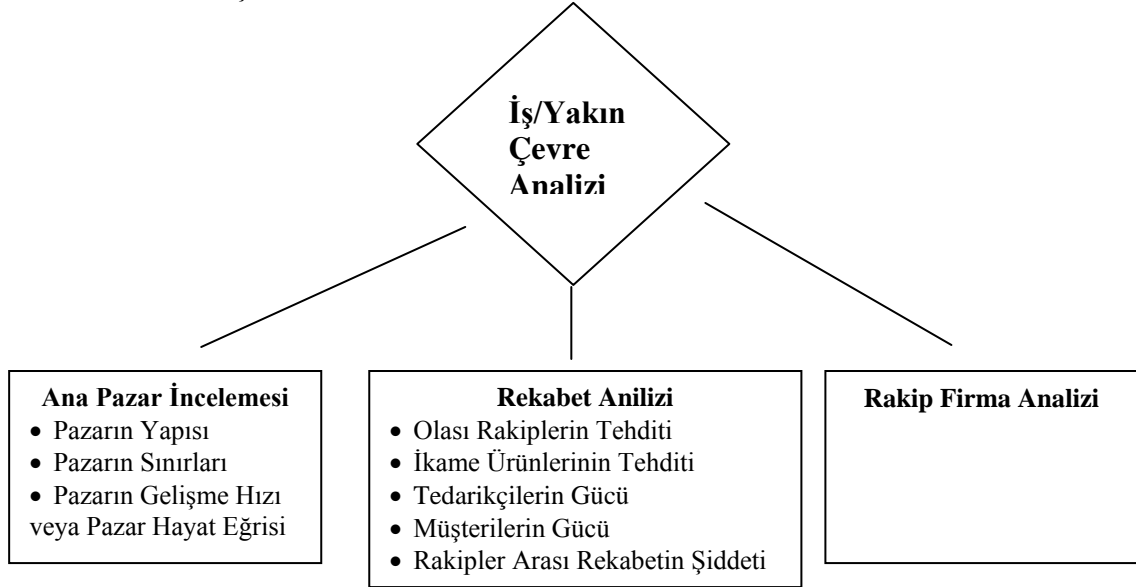 İş/Yakın
Çevre
Analizi
Ana Pazar İncelemesi
• Pazarın Yapısı
• Pazarın Sınırları
• Pazarın Gelişme Hızı
veya Pazar Hayat Eğrisi
Rekabet Anilizi
• Olası Rakiplerin Tehditi
• İkame Ürünlerinin Tehditi
• Tedarikçilerin Gücü
• Müşterilerin Gücü
• Rakipler Arası Rekabetin Şiddeti
Rakip Firma Analizi